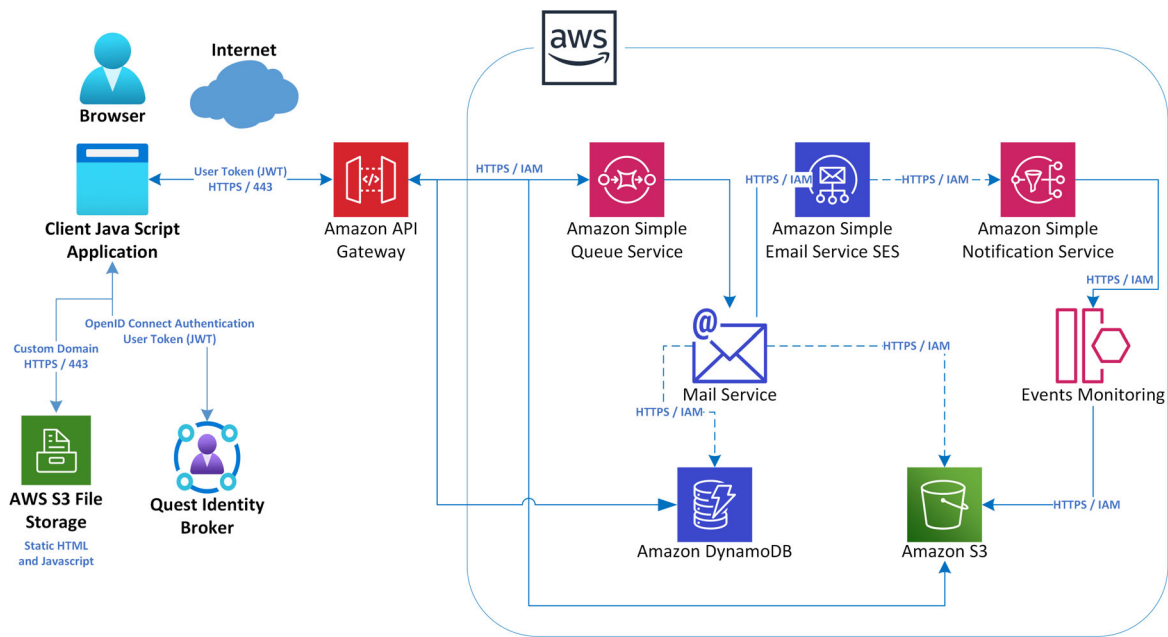 aws
Internet
Browser
User Token (JWT)
HTTPS / 443
HTTPS / IAM
HTTPS / IAM
HTTPS / IAM
Client Java Script
Application
Amazon API
Gateway
Amazon Simple
Queue Service
Amazon Simple
Email Service SES
Amazon Simple
Notification Service
HTTPS / IAM
OpenID Connect Authentication
User Token (JWT)
Custom Domain
HTTPS / 443
@
HTTPS / IAM
Mail Service
Events Monitoring
HTTPS / IAM
AWS S3 File
Storage
Static HTML
and Javascript
Quest Identity
Broker
HTTPS / IAM
Amazon DynamoDB
Amazon S3